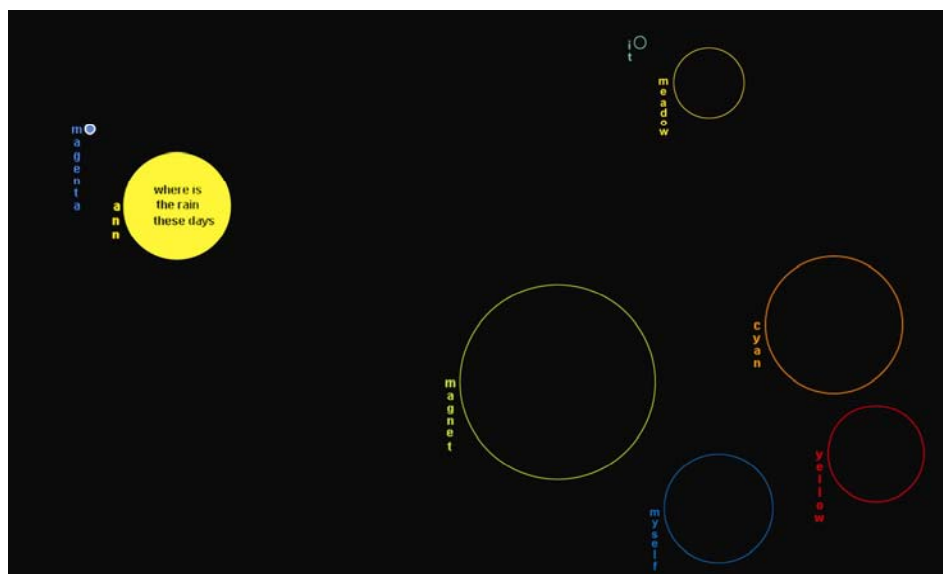 it
meadow
magenta
ann
where is
the rain
these days
cyan
magnet
yellow
myself